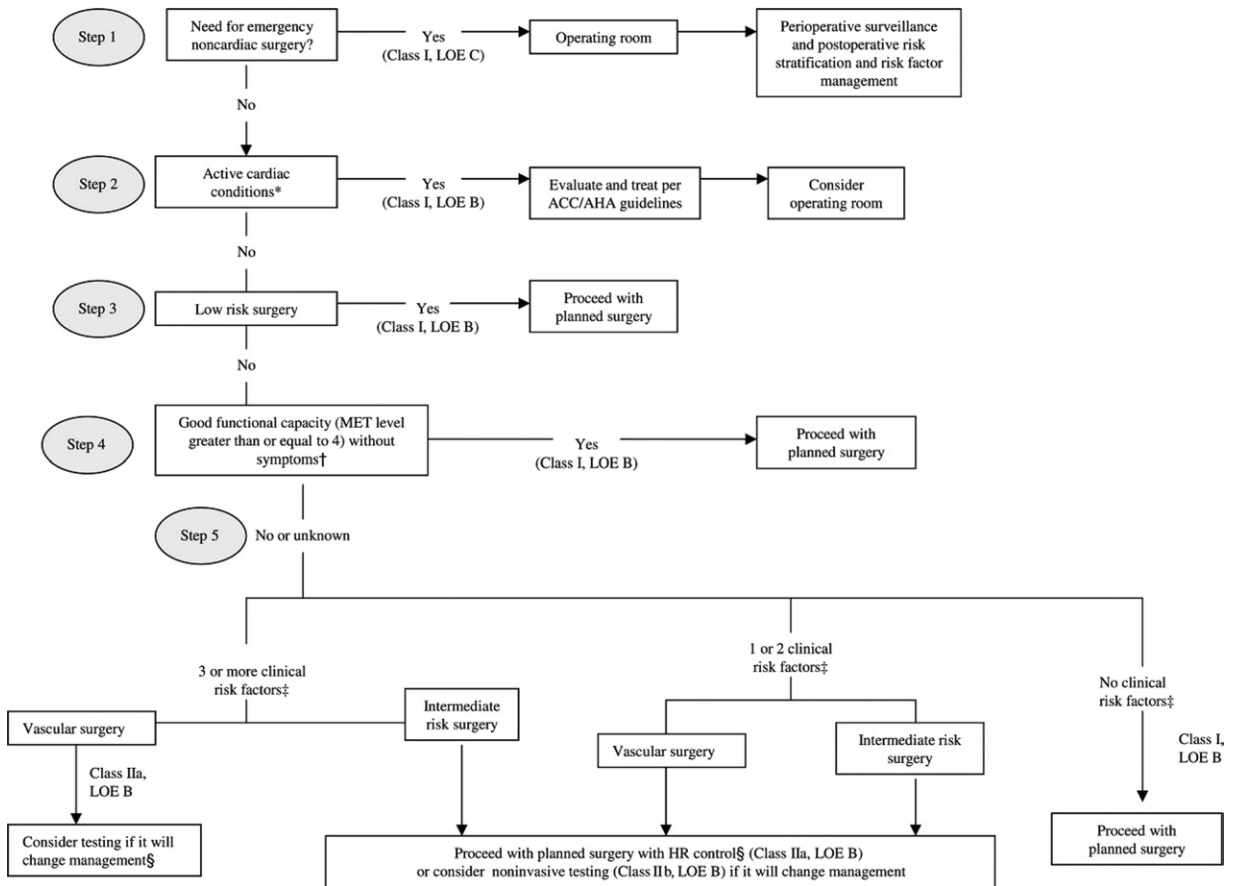 Step 1
Need for emergency
noncardiac surgery?
Yes
(Class I, LOE C)
Operating room
Perioperative surveillance
and postoperative risk
stratification and risk factor
management
No
Step 2
Active cardiac
conditions*
Yes
(Class I, LOE B)
Evaluate and treat per
ACC/AHA guidelines
Consider
operating room
No
Step 3
Low risk surgery
Yes
(Class I, LOE B)
Proceed with
planned surgery
No
Step 4
Good functional capacity (MET level
greater than or equal to 4) without
symptoms†
Yes
(Class I, LOE B)
Proceed with
planned surgery
Step 5
No or unknown
3 or more clinical
risk factors‡
Vascular surgery
Class IIa,
LOE B
Consider testing if it will
change management§
Intermediate
risk surgery
1 or 2 clinical
risk factors‡
Vascular surgery
Intermediate risk
surgery
Proceed with planned surgery with HR control§ (Class IIa, LOE B)
or consider noninvasive testing (Class IIb, LOE B) if it will change management
No clinical
risk factors‡
Class I,
LOE B
Proceed with
planned surgery